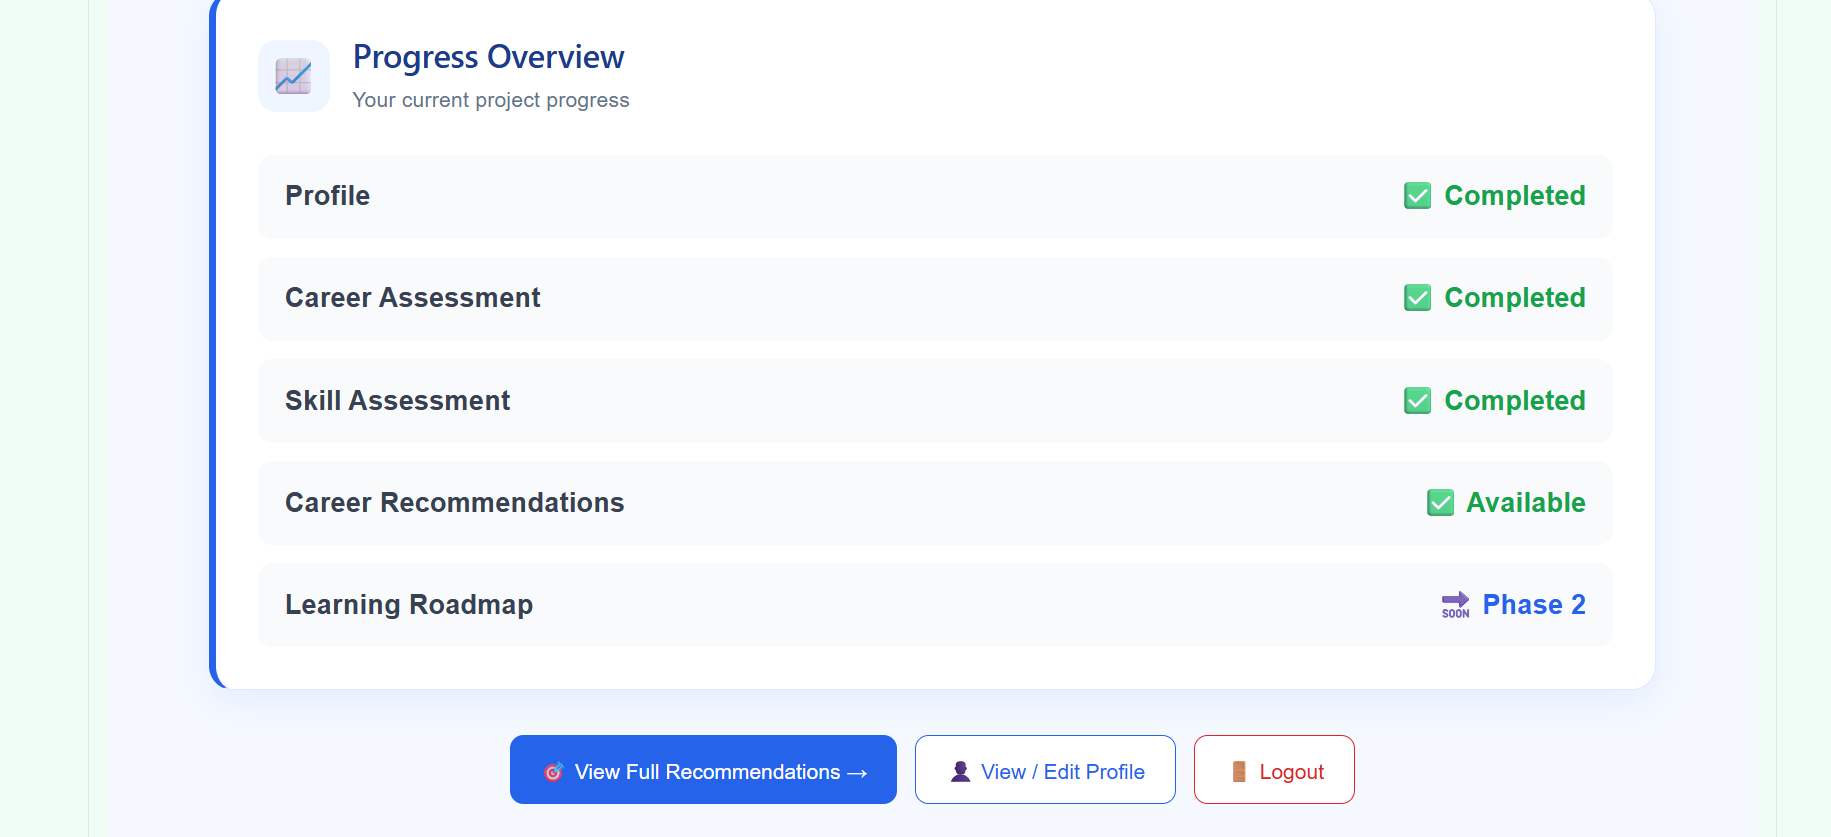 Progress Overview
Your current project progress
Profile
✅ Completed
Career Assessment
✅ Completed
Skill Assessment
✅ Completed
Career Recommendations
✅ Available
Learning Roadmap
🔜 Phase 2
🎯 View Full Recommendations →
👤 View / Edit Profile
🚪 Logout